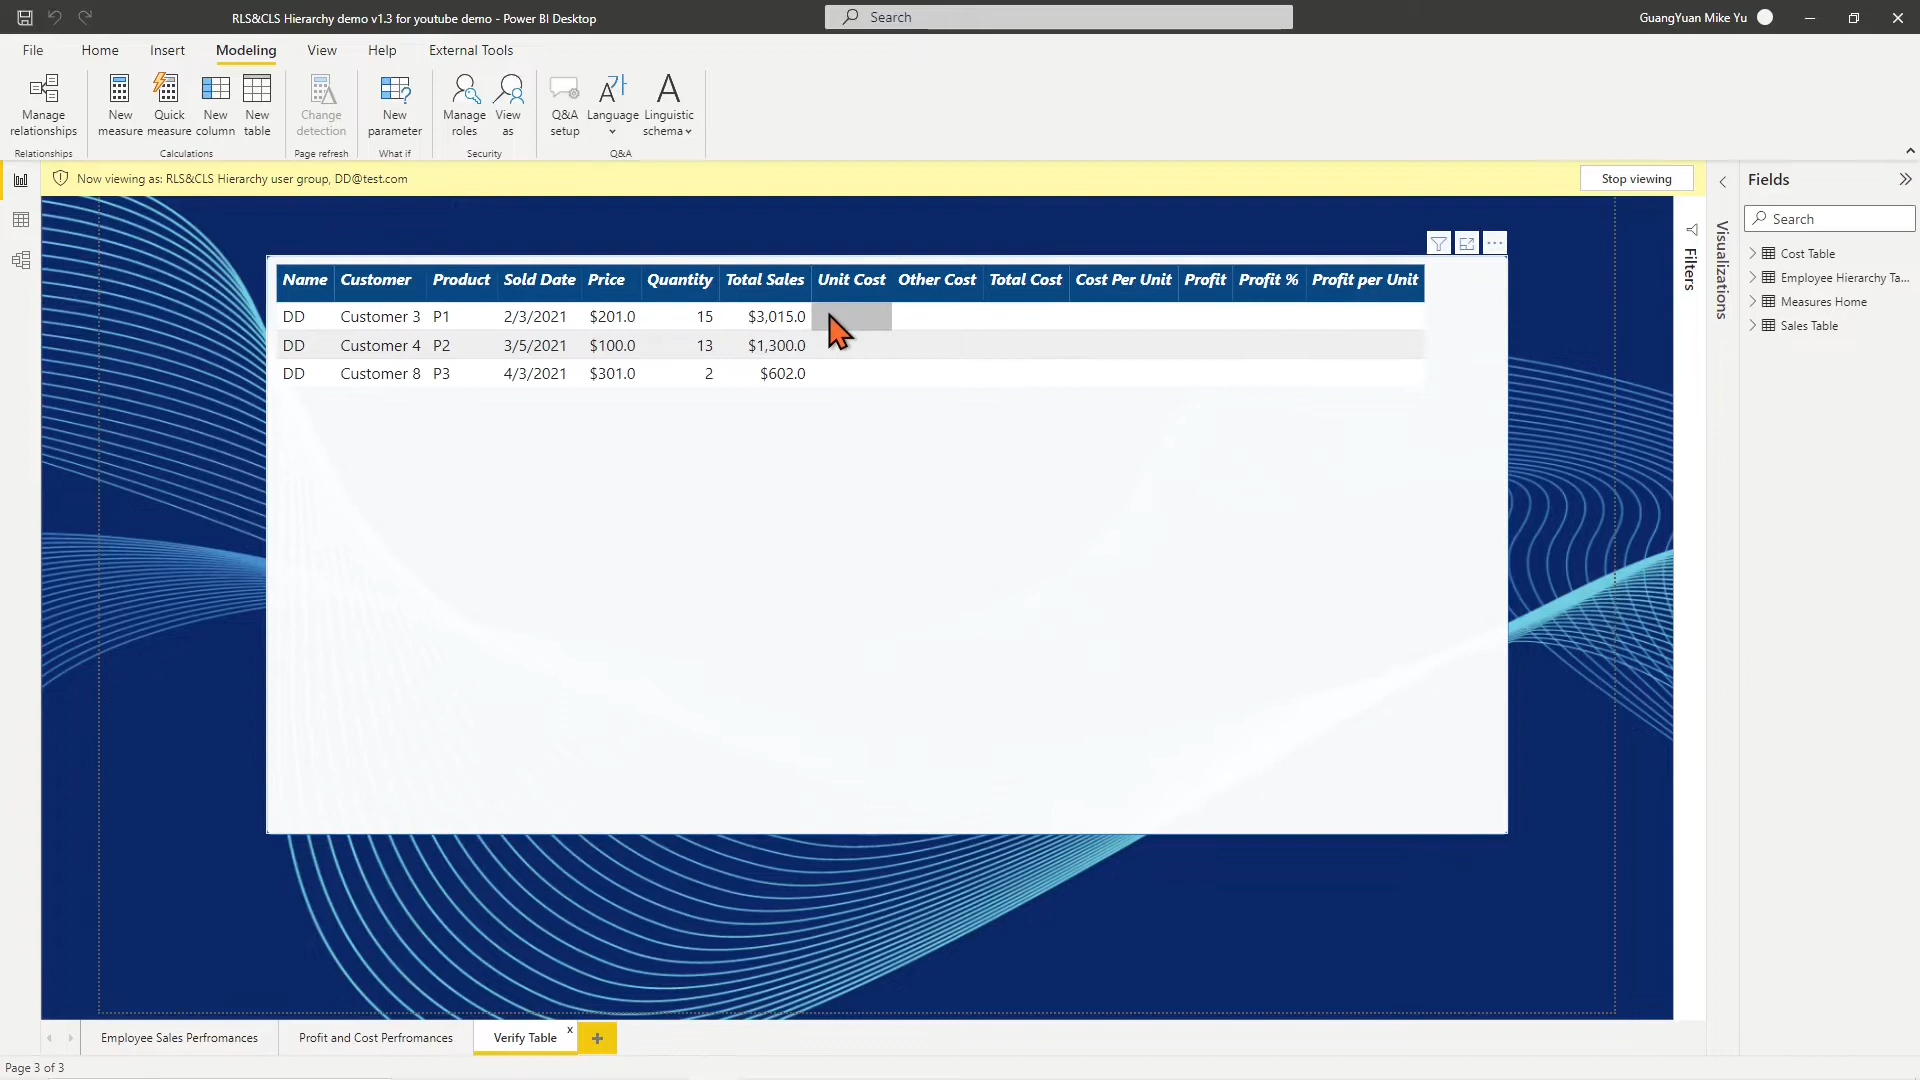 RLS&CLS Hierarchy demo v1.3 for youtube demo - Power BI Desktop
Search
GuangYuan Mike Yu
File Home Insert Modeling View Help External Tools
Manage relationships
New measure
Quick measure
New column
New table
Change detection
New parameter
Manage roles
View as
Q&A setup
Language
Linguistic schema
Relationships Calculations Page refresh What if Security Q&A
Now viewing as: RLS&CLS Hierarchy user group, DD@test.com
Stop viewing
Name Customer Product Sold Date Price Quantity Total Sales Unit Cost Other Cost Total Cost Cost Per Unit Profit Profit % Profit per Unit
DD Customer 3 P1 2/3/2021 $201.0 15 $3,015.0
DD Customer 4 P2 3/5/2021 $100.0 13 $1,300.0
DD Customer 8 P3 4/3/2021 $301.0 2 $602.0
Filters
Visualizations
Fields
Search
Cost Table
Employee Hierarchy Ta...
Measures Home
Sales Table
Employee Sales Perfromances
Profit and Cost Perfromances
Verify Table x
Page 3 of 3